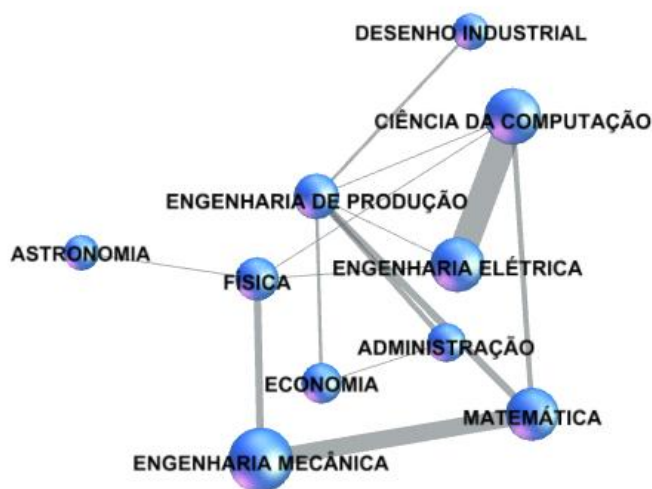 DESENHO INDUSTRIAL
CIÊNCIA DA COMPUTAÇÃO
ENGENHARIA DE PRODUÇÃO
ASTRONOMIA
FÍSICA
ENGENHARIA ELÉTRICA
ADMINISTRAÇÃO
ECONOMIA
MATEMÁTICA
ENGENHARIA MECÂNICA